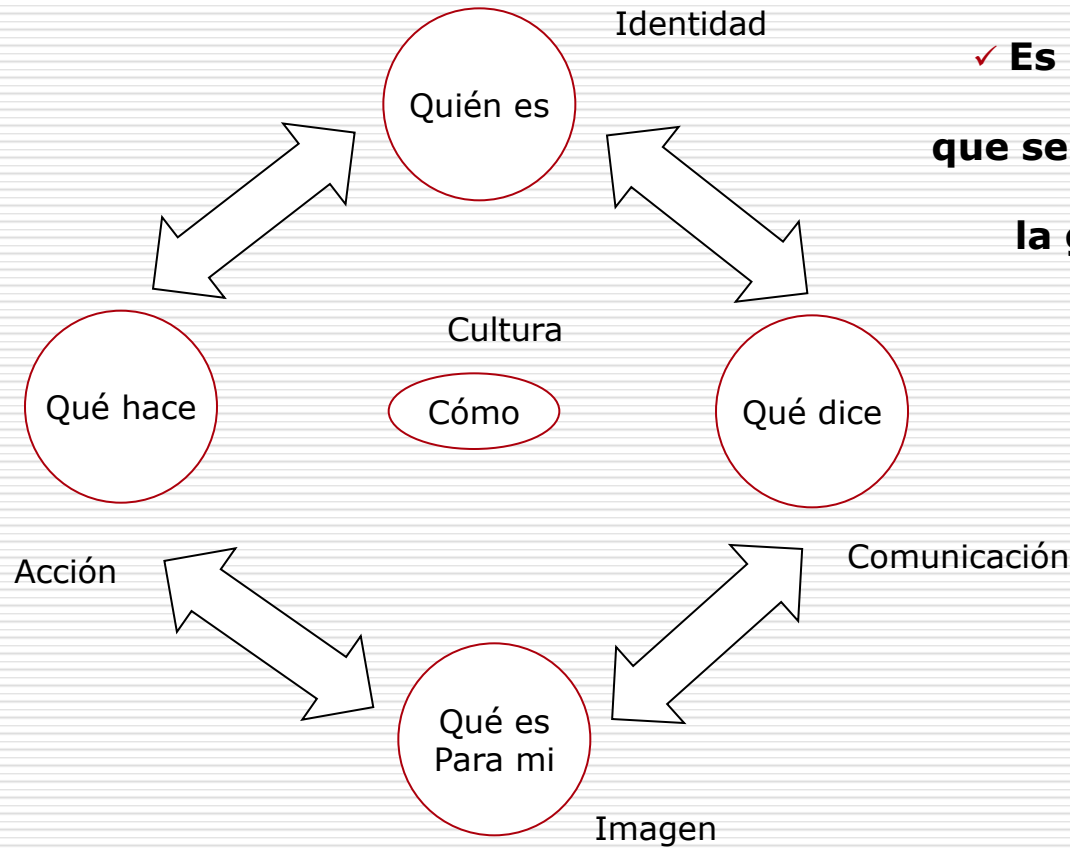 Identidad
✓ Es
Quién es
que se
la
Cultura
Qué hace
Cómo
Qué dice
Acción
Comunicación
Qué es
Para mi
Imagen